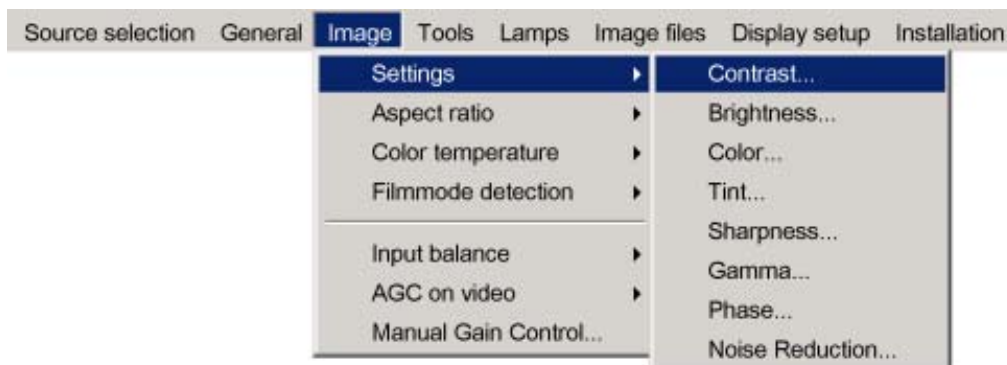 Source selection General Image Tools Lamps Image files Display setup Installation
Settings
Aspect ratio
Color temperature
Filmmode detection
Input balance
AGC on video
Manual Gain Control...
Contrast...
Brightness...
Color...
Tint...
Sharpness...
Gamma...
Phase...
Noise Reduction...